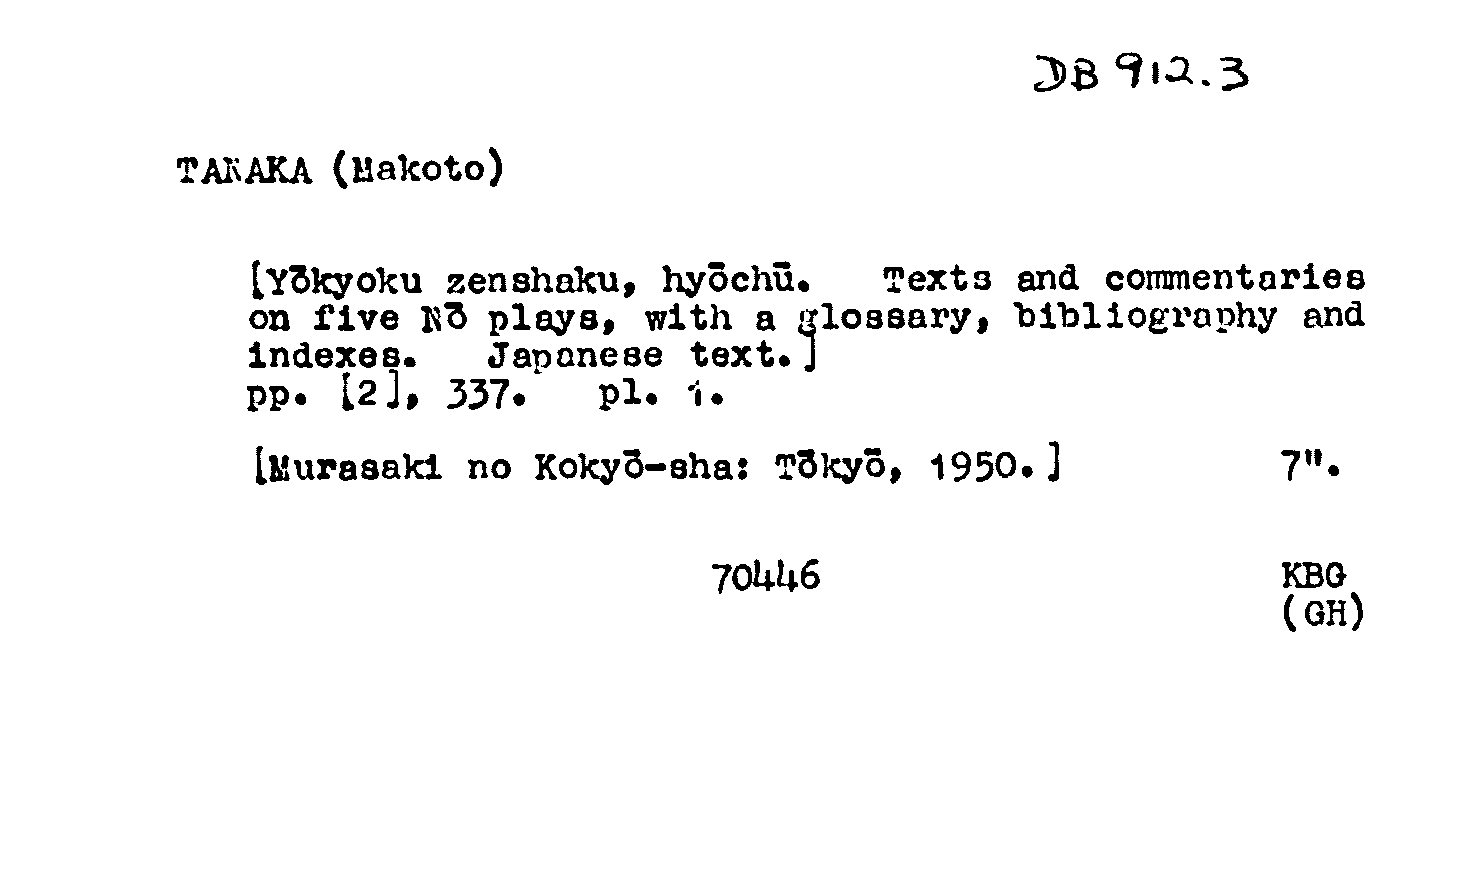 DB 912.3
TANAKA (Makoto)
[Yōkyoku zenshaku, hyōchū. Texts and commentaries
on five Nō plays, with a glossary, bibliography and
indexes. Japanese text.]
pp. [2], 337. pl. 1.
[Murasaki no Kokyō-sha: Tōkyō, 1950.] 7".
70446 KBG
(GH)